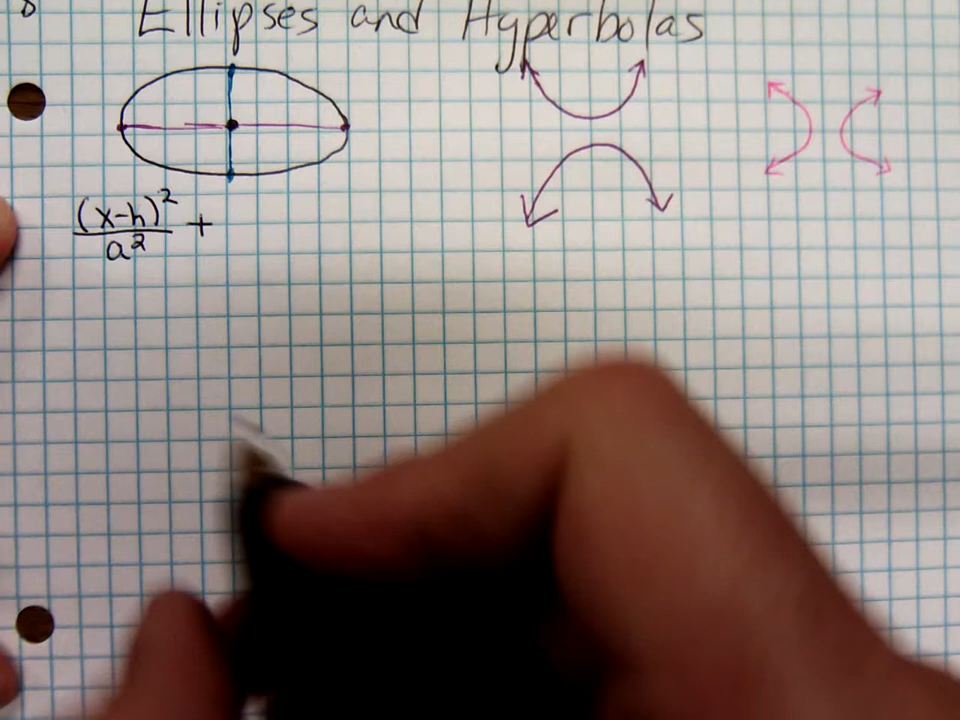 Ellipses and Hyperbolas
(x-h)²/a² +